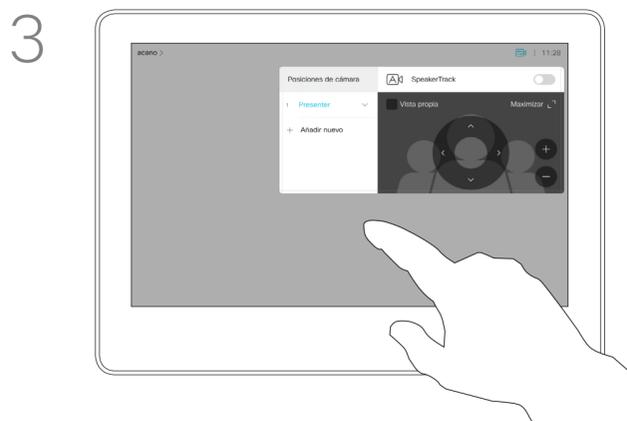 3
acano >
11:28
Posiciones de cámara
SpeakerTrack
1 Presenter
Vista propia
Maximizar
+ Añadir nuevo